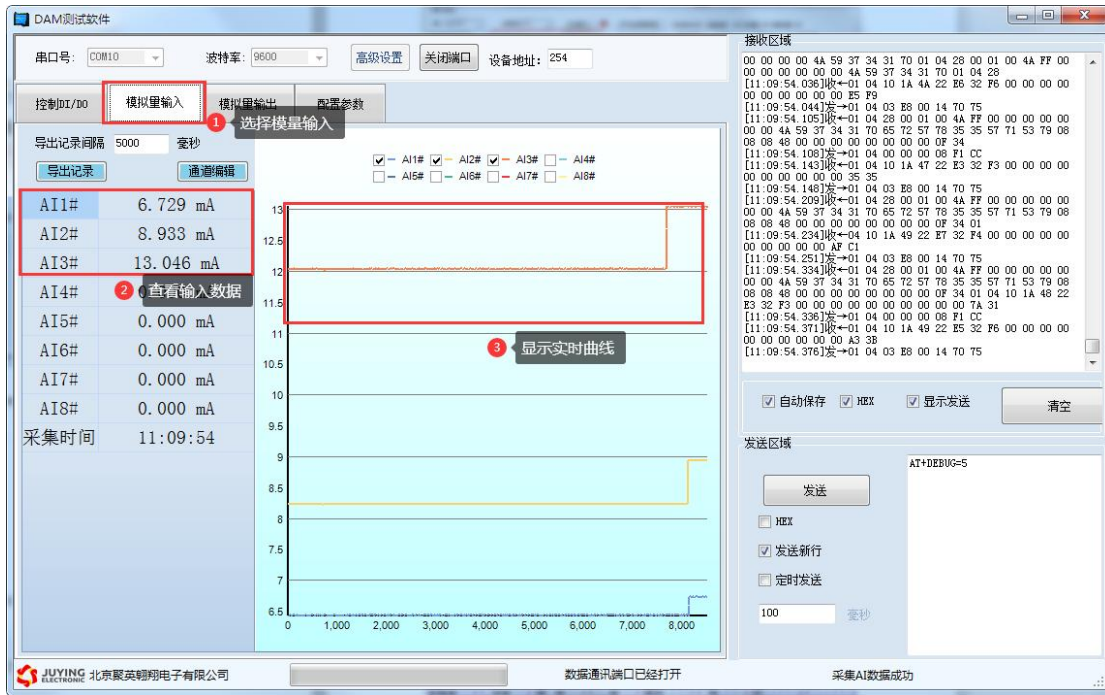 DAM测试软件
串口号: COM10 波特率: 9600 高级设置 关闭端口 设备地址: 254
控制DI/DO 模拟量输入 模拟量输出 配置参数
1 选择模量输入
导出记录间隔 5000 毫秒
导出记录 通道编辑
AI1# 6.729 mA
AI2# 8.933 mA
AI3# 13.046 mA
AI4#
2 查看输入数据
AI5# 0.000 mA
AI6# 0.000 mA
AI7# 0.000 mA
AI8# 0.000 mA
采集时间 11:09:54
AI1# AI2# AI3# AI4#
AI5# AI6# AI7# AI8#
13
12.5
12
11.5
11
3 显示实时曲线
10.5
10
9.5
9
8.5
8
7.5
7
6.5
0 1,000 2,000 3,000 4,000 5,000 6,000 7,000 8,000
接收区域
00 00 00 00 4A 59 37 34 31 70 01 04 28 00 01 00 4A FF 00
00 00 00 00 00 00 4A 59 37 34 31 70 01 04 28
[11:09:54.036]收←01 04 10 1A 4A 22 E6 32 F6 00 00 00 00
00 00 00 00 00 00 E5 F9
[11:09:54.044]发→01 04 03 E8 00 14 70 75
[11:09:54.105]收←01 04 28 00 01 00 4A FF 00 00 00 00 00
00 00 4A 59 37 34 31 70 65 72 57 78 35 35 57 71 53 79 08
08 08 48 00 00 00 00 00 00 00 00 00 0F 34
[11:09:54.108]发→01 04 00 00 00 08 F1 CC
[11:09:54.143]收←01 04 10 1A 47 22 E3 32 F3 00 00 00 00
00 00 00 00 00 00 35 35
[11:09:54.148]发→01 04 03 E8 00 14 70 75
[11:09:54.209]收←01 04 28 00 01 00 4A FF 00 00 00 00 00
00 00 4A 59 37 34 31 70 65 72 57 78 35 35 57 71 53 79 08
08 08 48 00 00 00 00 00 00 00 00 00 0F 34 01
[11:09:54.234]收←04 10 1A 49 22 E7 32 F4 00 00 00 00 00
00 00 00 00 00 AF C1
[11:09:54.251]发→01 04 03 E8 00 14 70 75
[11:09:54.334]收←01 04 28 00 01 00 4A FF 00 00 00 00 00
00 00 4A 59 37 34 31 70 65 72 57 78 35 35 57 71 53 79 08
08 08 48 00 00 00 00 00 00 00 00 00 0F 34 01 04 10 1A 48 22
E3 32 F3 00 00 00 00 00 00 00 00 00 00 7A 31
[11:09:54.336]发→01 04 00 00 00 08 F1 CC
[11:09:54.371]收←01 04 10 1A 49 22 E5 32 F6 00 00 00 00
00 00 00 00 00 00 A3 3B
[11:09:54.376]发→01 04 03 E8 00 14 70 75
自动保存 HEX 显示发送 清空
发送区域
AT+DEBUG=5
发送
HEX
发送新行
定时发送
100 毫秒
JUYING ELECTRONIC 北京聚英翱翔电子有限公司 数据通讯端口已经打开 采集AI数据成功